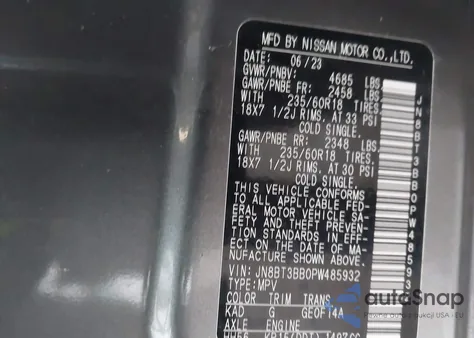 MFD BY NISSAN MOTOR CO.,LTD.
DATE: 06/23
GVWR/PNBV: 4685 LBS
GAWR/PNBE FR: 2458 LBS
WITH 235/60R18 TIRES.
18X7 1/2J RIMS, AT 33 PSI
COLD SINGLE.
GAWR/PNBE RR: 2348 LBS
WITH 235/60R18 TIRES.
18X7 1/2J RIMS, AT 30 PSI
COLD SINGLE.
THIS VEHICLE CONFORMS
TO ALL APPLICABLE FED-
ERAL MOTOR VEHICLE SA-
FETY AND THEFT PREVEN-
TION STANDARDS IN EFF-
ECT ON THE DATE OF MA-
NUFACTURE SHOWN ABOVE.
VIN: JN8BT3BB0PW485932
TYPE: MPV
COLOR TRIM TRANS
KAD G GE0F14A
AXLE ENGINE
JN8BT3BB0PW485932
autoSnap